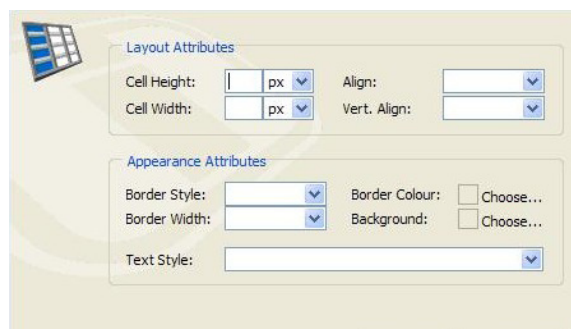 Layout Attributes
Cell Height: px Align:
Cell Width: px Vert. Align:
Appearance Attributes
Border Style: Border Colour: Choose...
Border Width: Background: Choose...
Text Style: